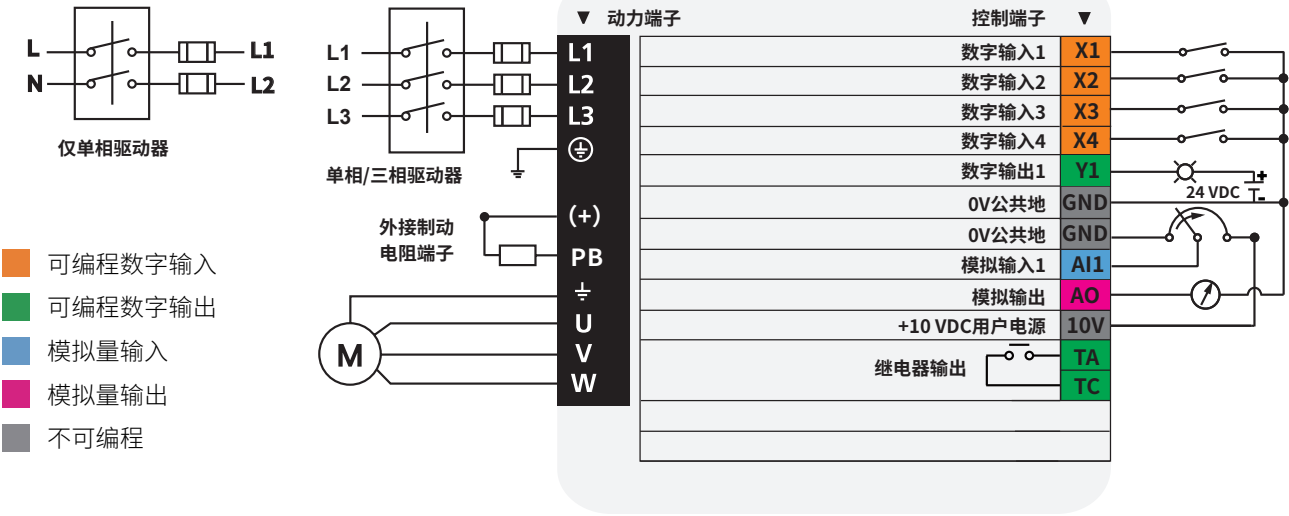 L
N
L1
L2
仅单相驱动器
L1
L2
L3
单相/三相驱动器
外接制动
电阻端子
M
可编程数字输入
可编程数字输出
模拟量输入
模拟量输出
不可编程
▼ 动力端子
控制端子 ▼
L1
L2
L3
(+)
PB
U
V
W
数字输入1 X1
数字输入2 X2
数字输入3 X3
数字输入4 X4
数字输出1 Y1
0V公共地 GND
0V公共地 GND
模拟输入1 AI1
模拟输出 AO
+10 VDC用户电源 10V
继电器输出
TA
TC
24 VDC
+
-